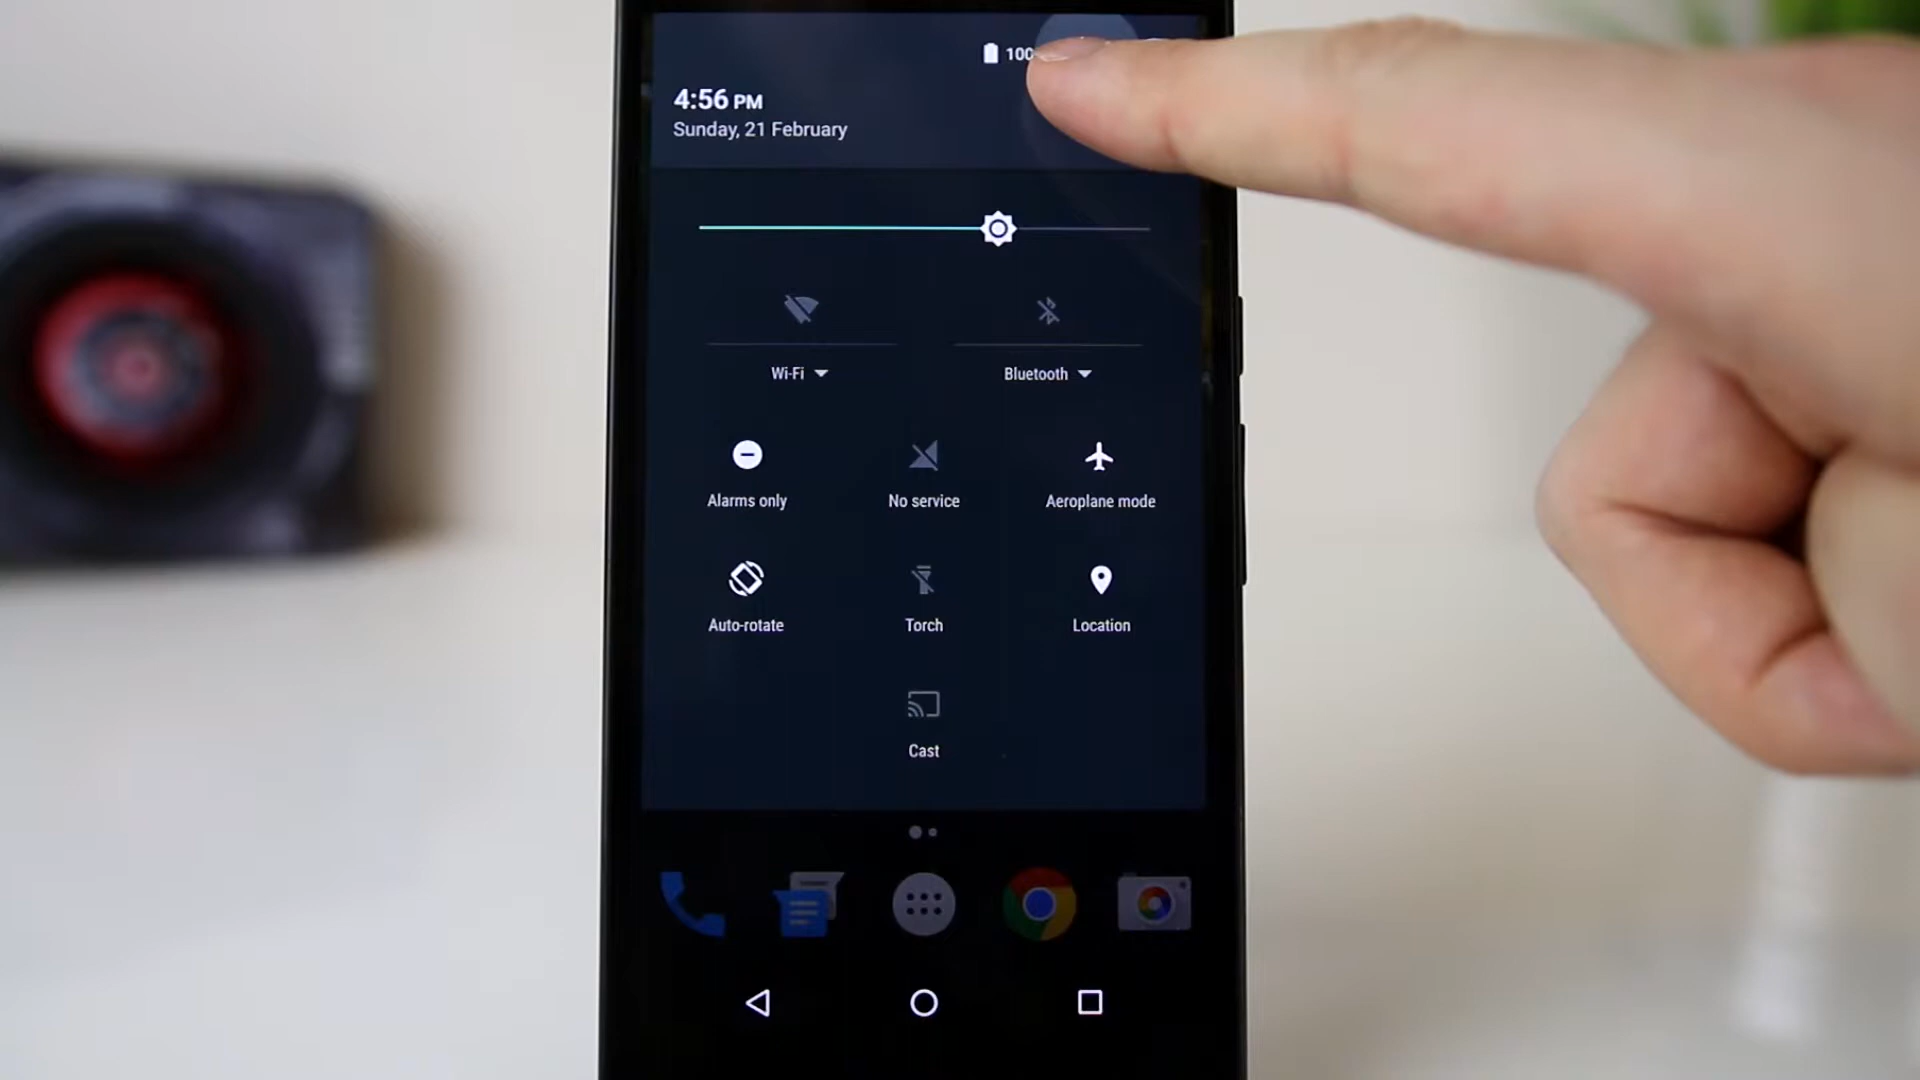 100
4:56 PM
Sunday, 21 February
Wi-Fi
Bluetooth
Alarms only
No service
Aeroplane mode
Auto-rotate
Torch
Location
Cast